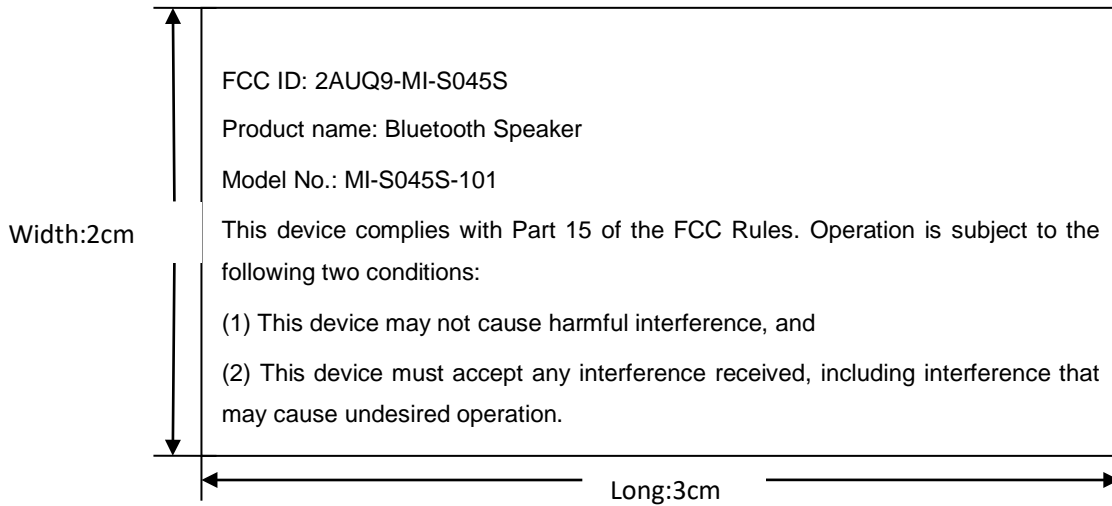 FCC ID: 2AUQ9-MI-S045S
Product name: Bluetooth Speaker
Model No.: MI-S045S-101
Width:2cm
This device complies with Part 15 of the FCC Rules. Operation is subject to the
following two conditions:
(1) This device may not cause harmful interference, and
(2) This device must accept any interference received, including interference that
may cause undesired operation.
Long:3cm